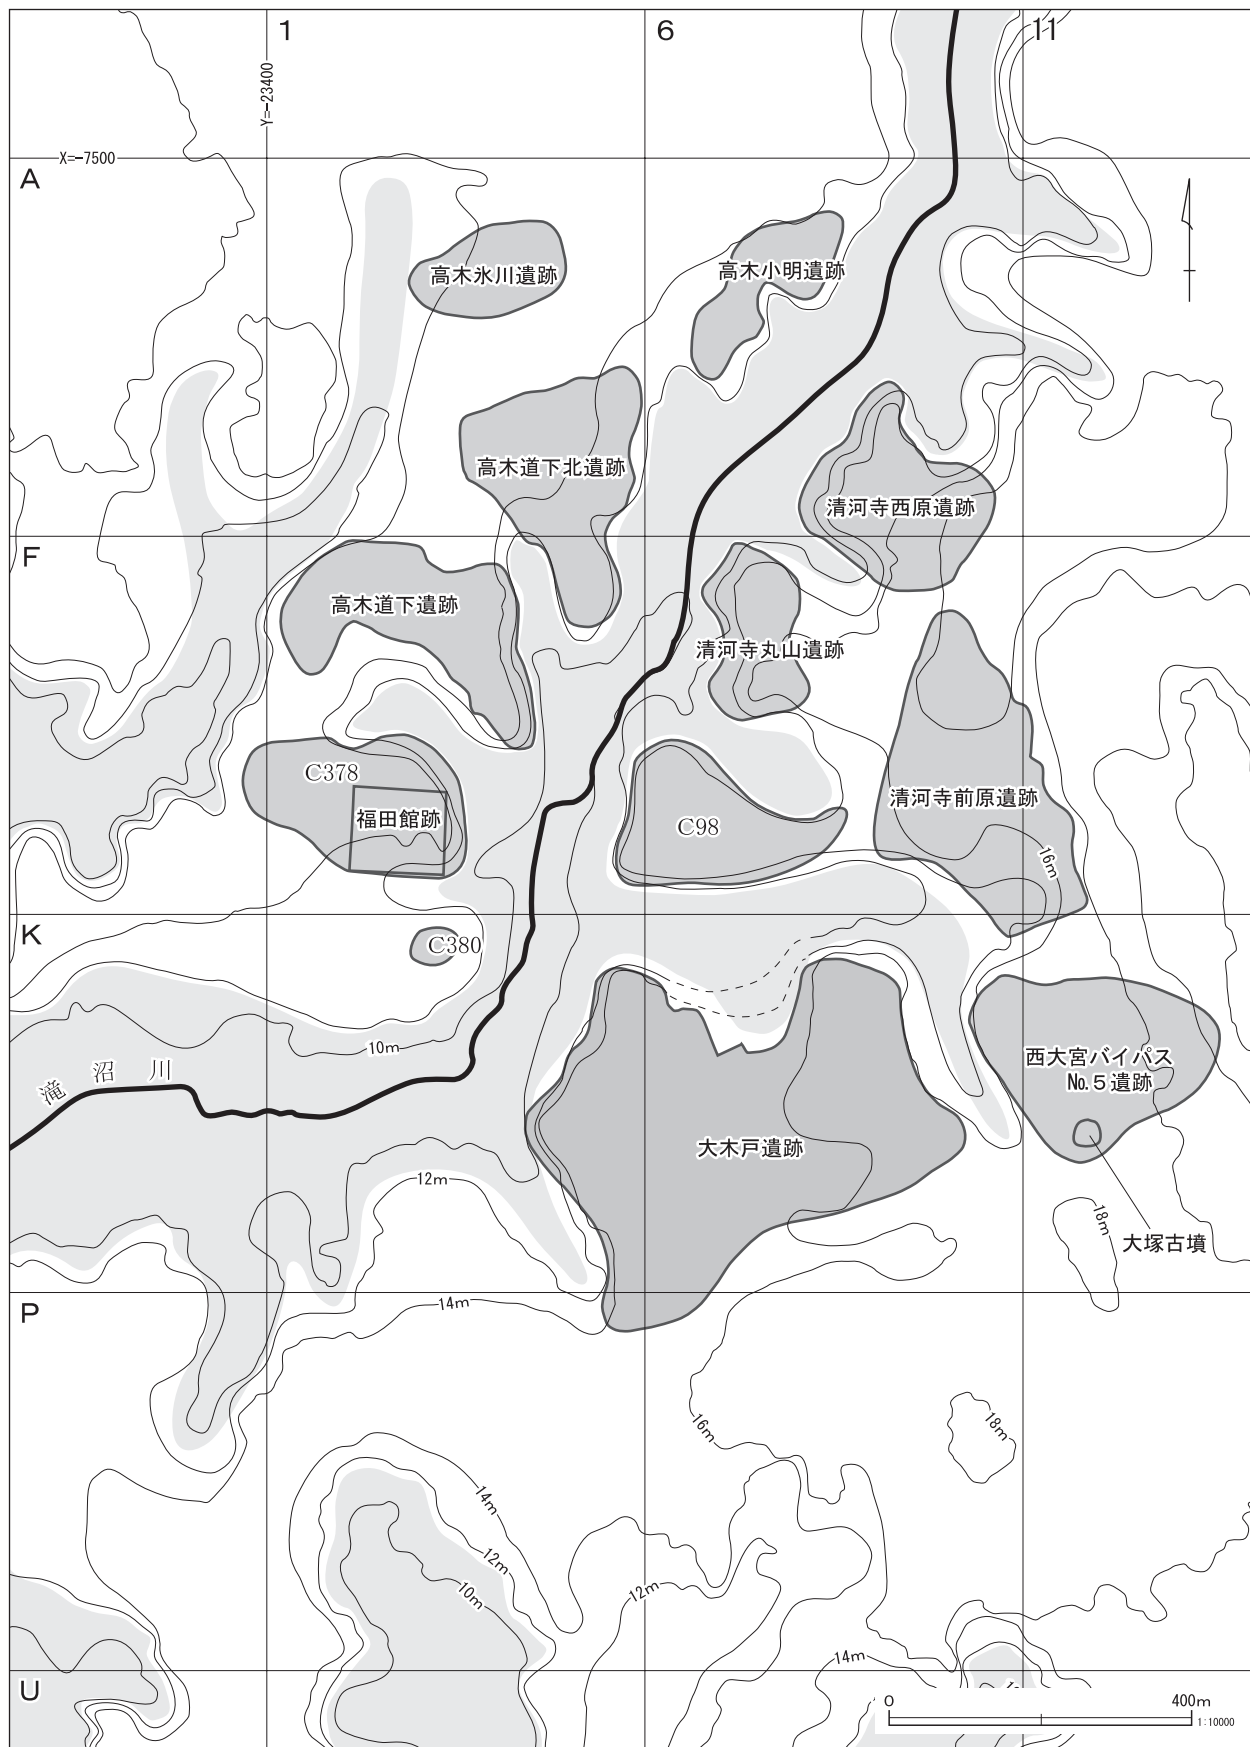 1
6
11
Y=-23400
X=-7500
A
高木氷川遺跡
高木小明遺跡
高木道下北遺跡
清河寺西原遺跡
F
高木道下遺跡
清河寺丸山遺跡
C378
福田館跡
C98
清河寺前原遺跡
16m
K
C380
10m
滝沼川
西大宮バイパス
№5遺跡
大木戸遺跡
12m
18m
大塚古墳
P
14m
16m
18m
14m
12m
10m
12m
14m
U
0
400m
1:10000